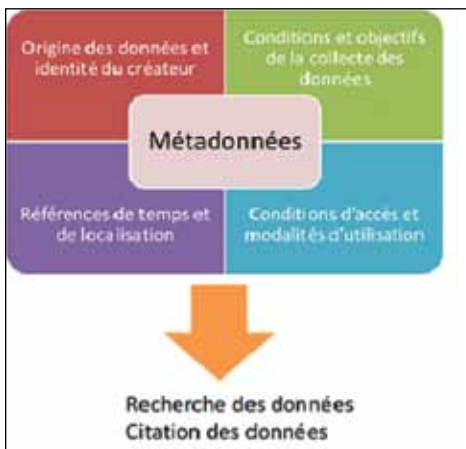 Origine des données et
identité du créateur
Conditions et objectifs
de la collecte des
données
Métadonnées
Références de temps et
de localisation
Conditions d'accès et
modalités d'utilisation
Recherche des données
Citation des données